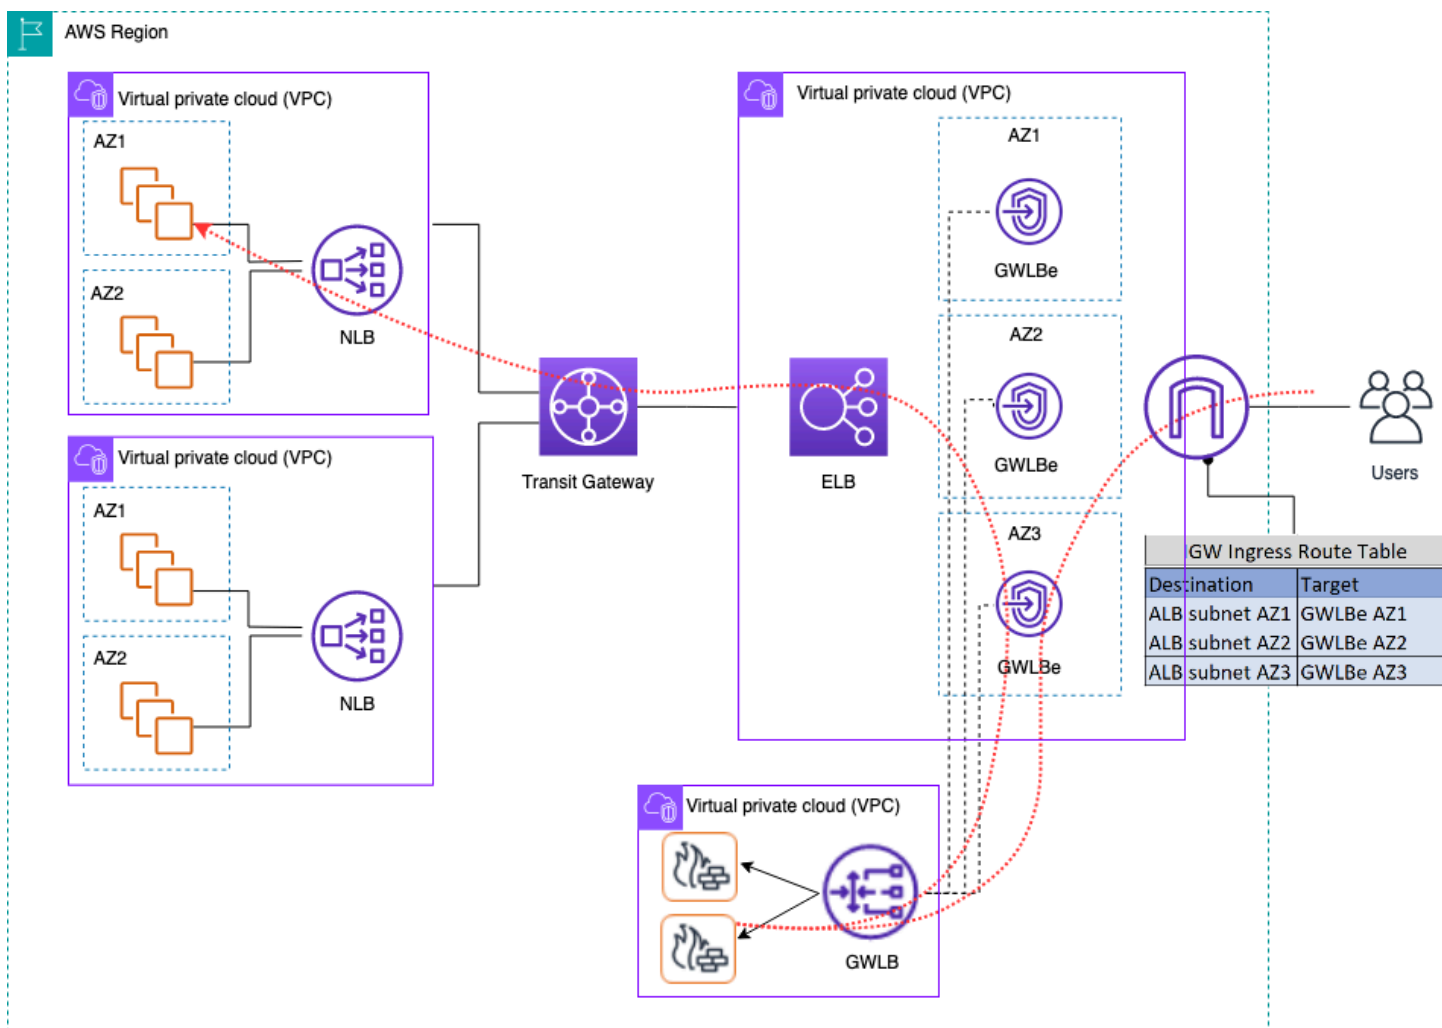 AWS Region
Virtual private cloud (VPC)
AZ1
AZ2
NLB
Virtual private cloud (VPC)
AZ1
AZ2
NLB
Transit Gateway
Virtual private cloud (VPC)
ELB
AZ1
GWLBe
AZ2
GWLBe
AZ3
GWLBe
Users
IGW Ingress Route Table
Destination Target
ALB subnet AZ1 GWLBe AZ1
ALB subnet AZ2 GWLBe AZ2
ALB subnet AZ3 GWLBe AZ3
Virtual private cloud (VPC)
GWLB